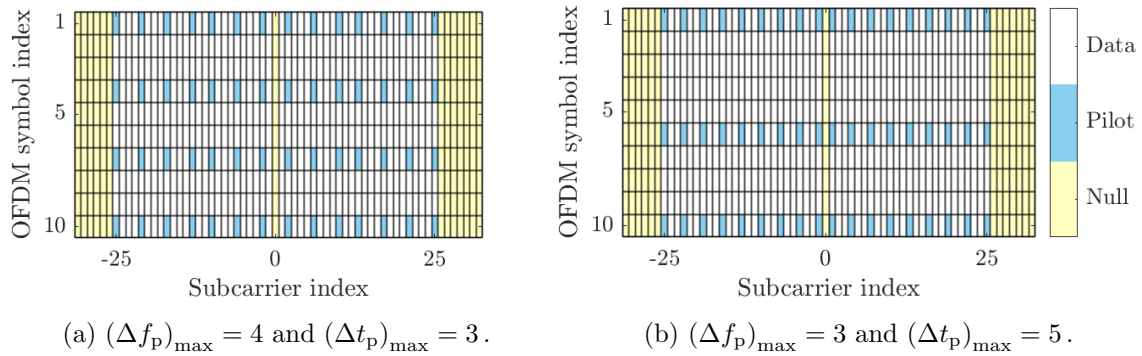 OFDM symbol index
1
5
10
-25 0 25
Subcarrier index
(a) (Δf_p)_max = 4 and (Δt_p)_max = 3 .
OFDM symbol index
1
5
10
-25 0 25
Subcarrier index
Data
Pilot
Null
(b) (Δf_p)_max = 3 and (Δt_p)_max = 5 .